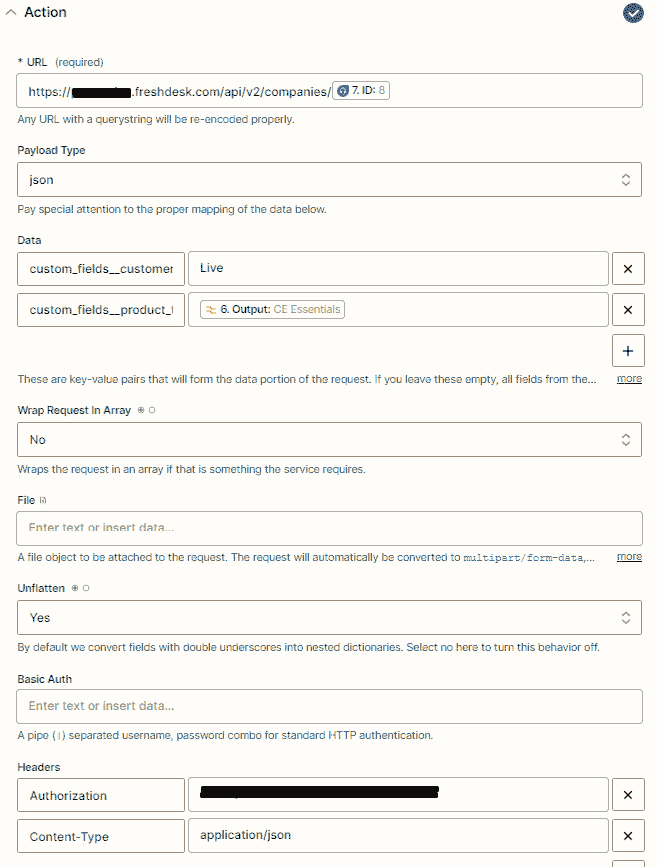 Action
* URL (required)
https:// .freshdesk.com/api/v2/companies/ 7. ID: 8
Any URL with a querystring will be re-encoded properly.
Payload Type
json
Pay special attention to the proper mapping of the data below.
Data
custom_fields__customer Live
custom_fields__product_t 6. Output: CE Essentials
These are key-value pairs that will form the data portion of the request. If you leave these empty, all fields from the... more
Wrap Request In Array
No
Wraps the request in an array if that is something the service requires.
File
Enter text or insert data...
A file object to be attached to the request. The request will automatically be converted to multipart/form-data,... more
Unflatten
Yes
By default we convert fields with double underscores into nested dictionaries. Select no here to turn this behavior off.
Basic Auth
Enter text or insert data...
A pipe (|) separated username, password combo for standard HTTP authentication.
Headers
Authorization
Content-Type application/json